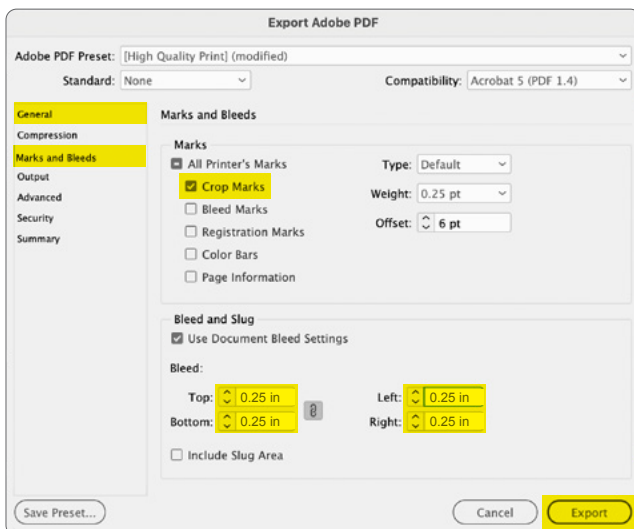 Export Adobe PDF
Adobe PDF Preset: [High Quality Print] (modified)
Standard: None
Compatibility: Acrobat 5 (PDF 1.4)
General
Compression
Marks and Bleeds
Output
Advanced
Security
Summary
Marks and Bleeds
Marks
All Printer's Marks
Crop Marks
Bleed Marks
Registration Marks
Color Bars
Page Information
Type: Default
Weight: 0.25 pt
Offset: 6 pt
Bleed and Slug
Use Document Bleed Settings
Bleed:
Top: 0.25 in
Bottom: 0.25 in
Left: 0.25 in
Right: 0.25 in
Include Slug Area
Save Preset...
Cancel
Export